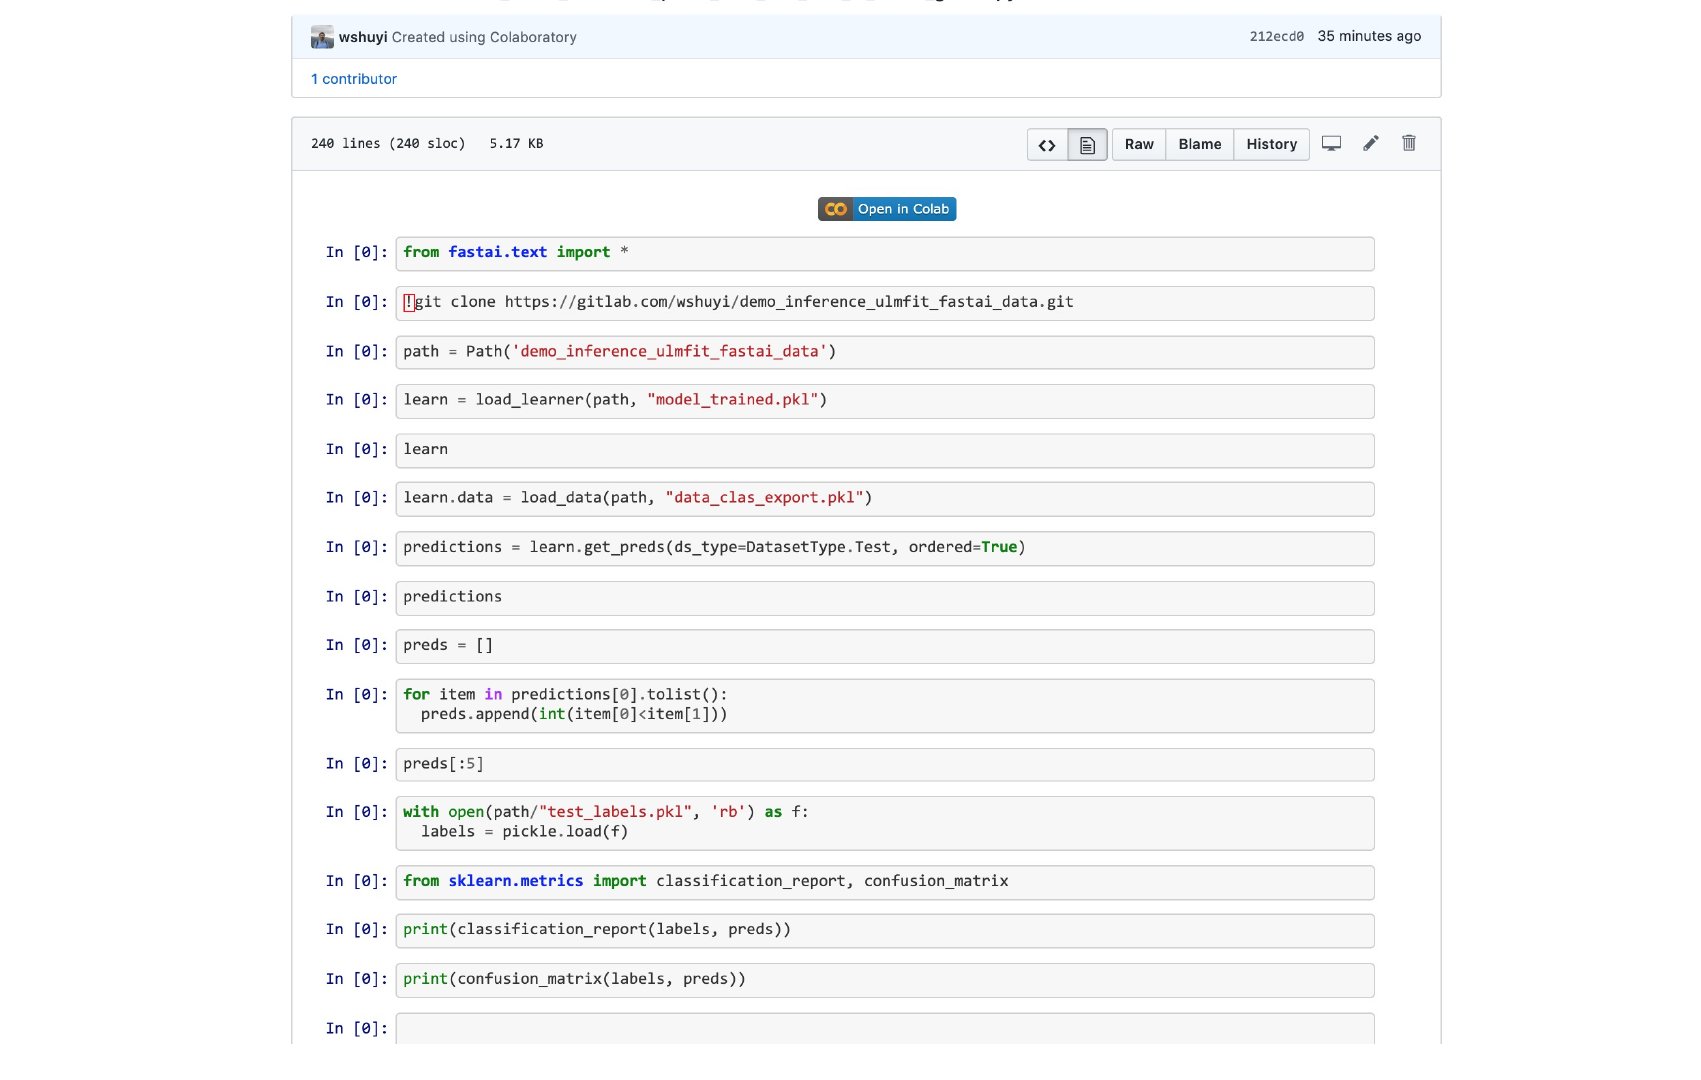 wshuyi Created using Colaboratory 212ecd0 35 minutes ago
1 contributor
240 lines (240 sloc) 5.17 KB <> Raw Blame History
Open in Colab
In [0]: from fastai.text import *
In [0]: !git clone https://gitlab.com/wshuyi/demo_inference_ulmfit_fastai_data.git
In [0]: path = Path('demo_inference_ulmfit_fastai_data')
In [0]: learn = load_learner(path, "model_trained.pkl")
In [0]: learn
In [0]: learn.data = load_data(path, "data_clas_export.pkl")
In [0]: predictions = learn.get_preds(ds_type=DatasetType.Test, ordered=True)
In [0]: predictions
In [0]: preds = []
In [0]: for item in predictions[0].tolist():
preds.append(int(item[0]<item[1]))
In [0]: preds[:5]
In [0]: with open(path/"test_labels.pkl", 'rb') as f:
labels = pickle.load(f)
In [0]: from sklearn.metrics import classification_report, confusion_matrix
In [0]: print(classification_report(labels, preds))
In [0]: print(confusion_matrix(labels, preds))
In [0]: